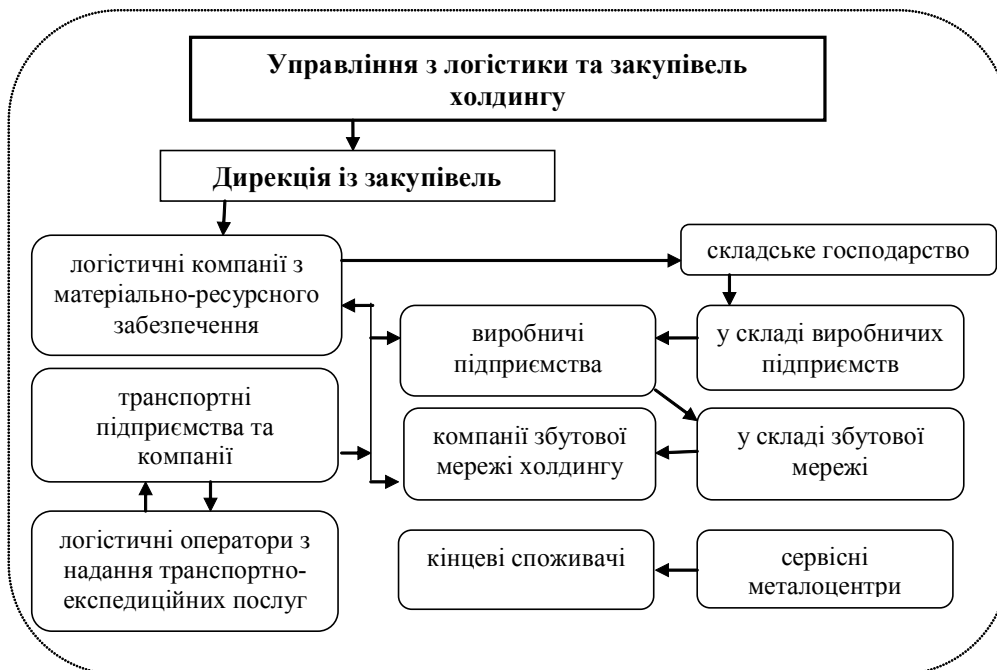 Управління з логістики та закупівель
холдингу
Дирекція із закупівель
логістичні компанії з
матеріально-ресурсного
забезпечення
складське господарство
виробничі
підприємства
у складі виробничих
підприємств
транспортні
підприємства та
компанії
компанії збутової
мережі холдингу
у складі збутової
мережі
логістичні оператори з
надання транспортно-
експедиційних послуг
кінцеві споживачі
сервісні
металоцентри